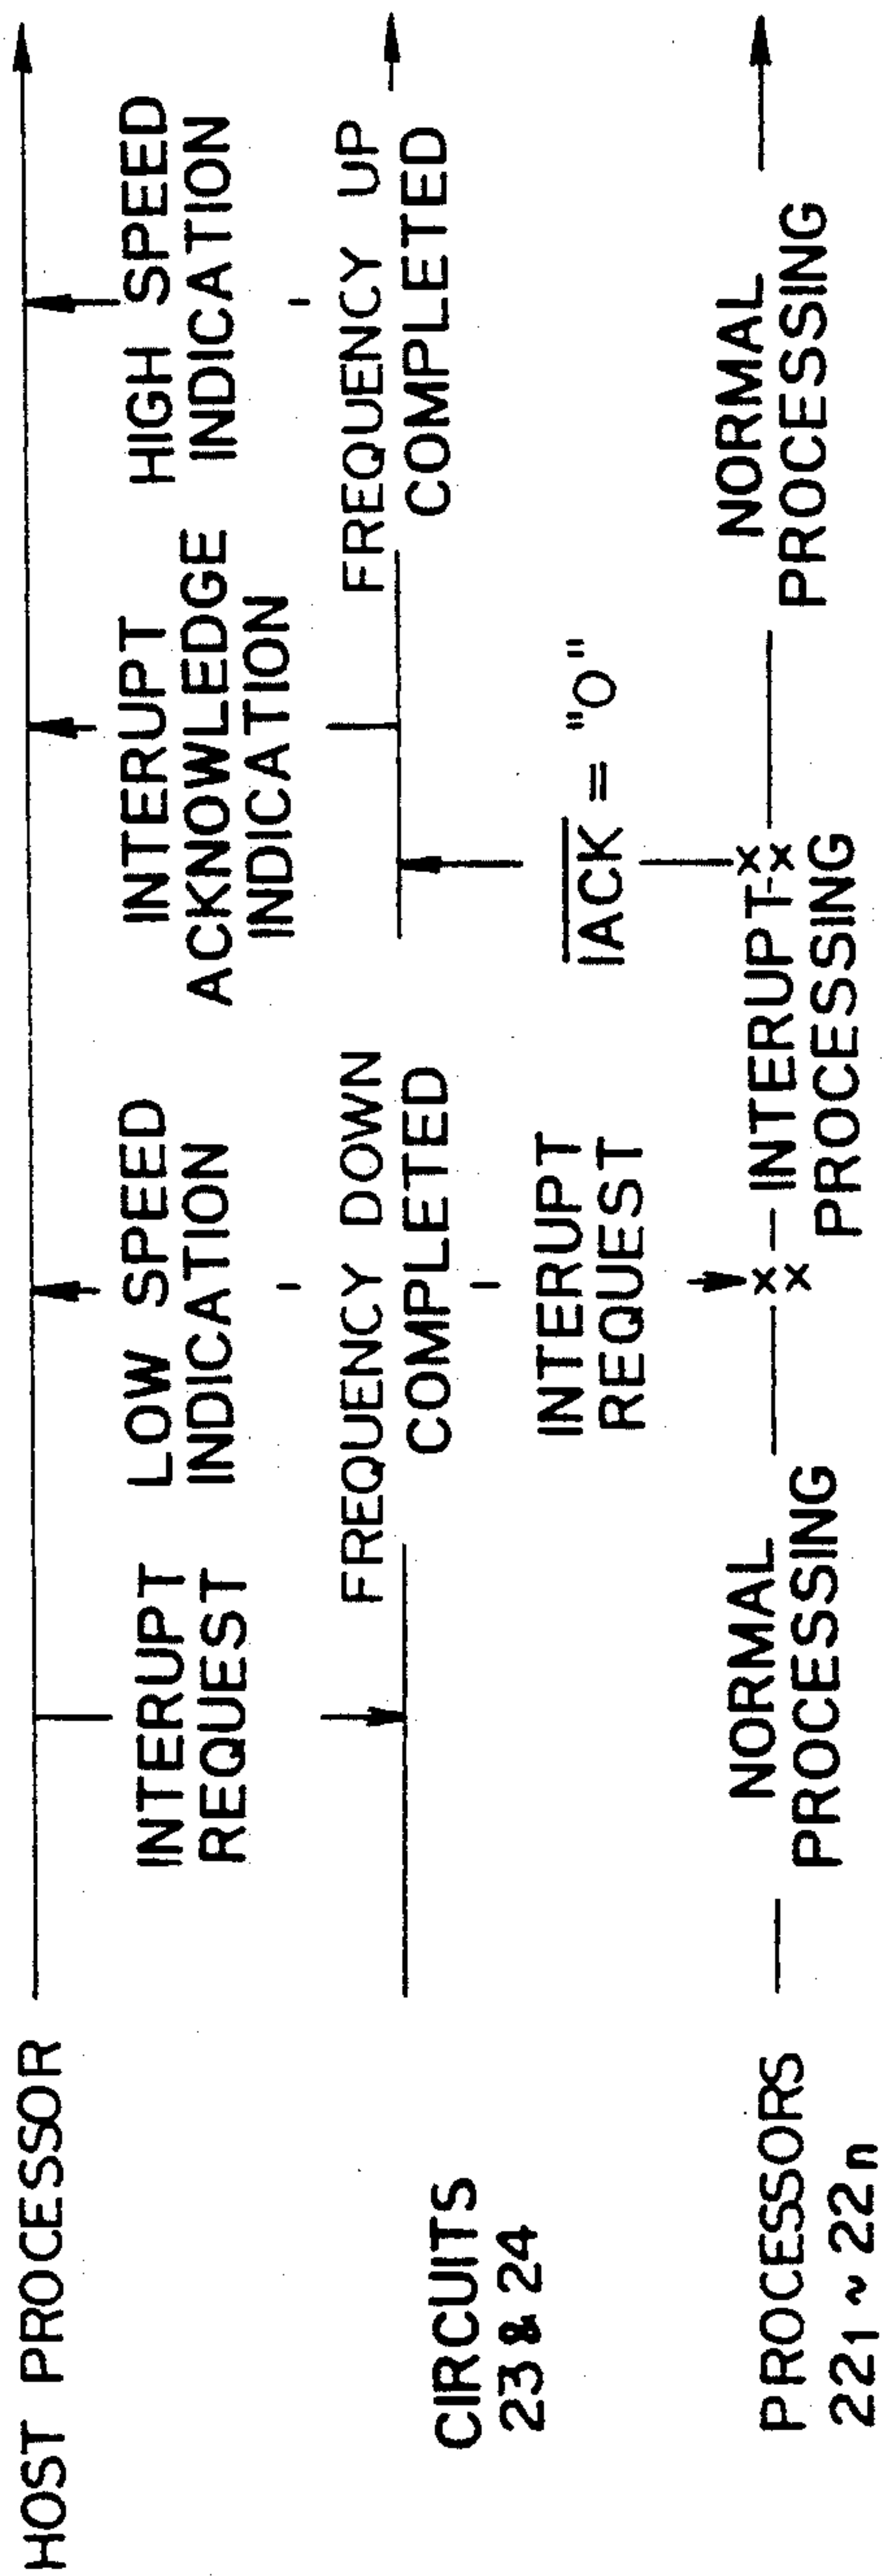 HOST PROCESSOR
INTERUPT
REQUEST
LOW SPEED
INDICATION
INTERUPT
ACKNOWLEDGE
INDICATION
HIGH SPEED
INDICATION
CIRCUITS
23 & 24
FREQUENCY DOWN
COMPLETED
FREQUENCY UP
COMPLETED
INTERUPT
REQUEST
IACK = "O"
PROCESSORS
221 ~ 22n
NORMAL
PROCESSING
INTERUPT
PROCESSING
NORMAL
PROCESSING